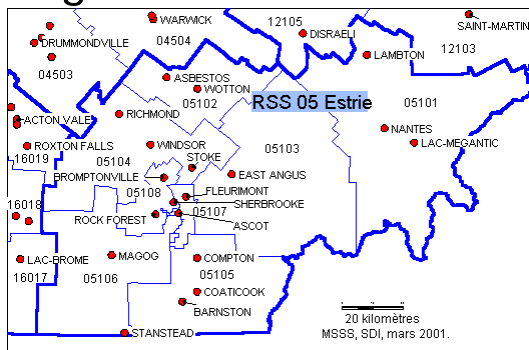 WARWICK
SAINT-MARTIN
12105
DRUMMONDVILLE
04504
DISRAELI
LAMBTON
12103
04503
ASBESTOS
WOTTON
05102
RSS 05 Estrie
05101
ACTON VALE
RICHMOND
NANTES
ROXTON FALLS
WINDSOR
05103
LAC-MEGANTIC
16019
05104
STOKE
BROMPTONVILLE
EAST ANGUS
05108
FLEURIMONT
16018
SHERBROOKE
ROCK FOREST
05107
ASCOT
LAC-BROME
MAGOG
COMPTON
16017
05106
05105
COATICOOK
BARNSTON
20 kilomètres
STANSTEAD
MSSS, SDI, mars 2001.